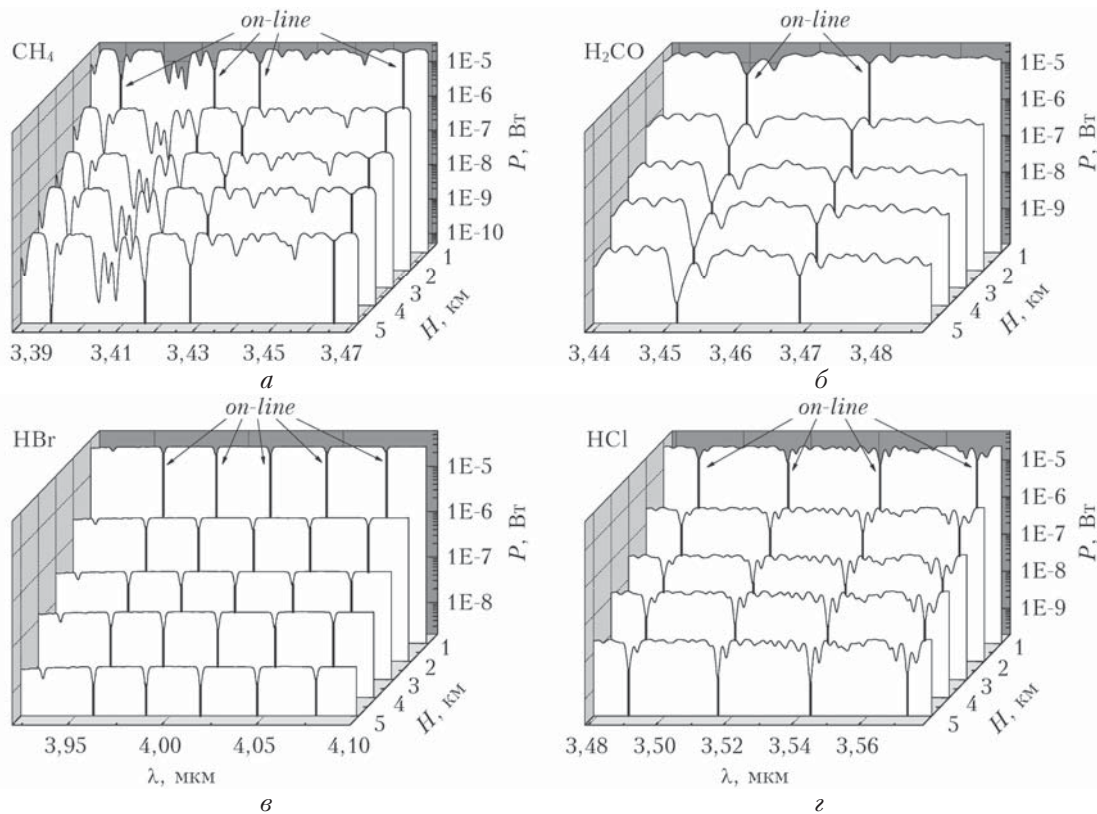 CH₄
on-line
1E-5
1E-6
1E-7
1E-8
1E-9
1E-10
P, Вт
1
2
3
4
5
H, км
3,39 3,41 3,43 3,45 3,47
а
H₂CO
on-line
1E-5
1E-6
1E-7
1E-8
1E-9
P, Вт
1
2
3
4
5
H, км
3,44 3,45 3,46 3,47 3,48
б
HBr
on-line
1E-5
1E-6
1E-7
1E-8
P, Вт
1
2
3
4
5
H, км
3,95 4,00 4,05 4,10
λ, мкм
в
HCl
on-line
1E-5
1E-6
1E-7
1E-8
1E-9
P, Вт
1
2
3
4
5
H, км
3,48 3,50 3,52 3,54 3,56
λ, мкм
г